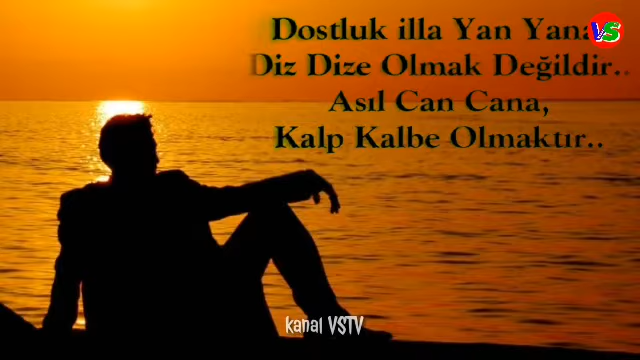 Dostluk illa Yan Yana
VS
Diz Dize Olmak Değildir..
Asıl Can Cana,
Kalp Kalbe Olmaktır..
kanal VSTV